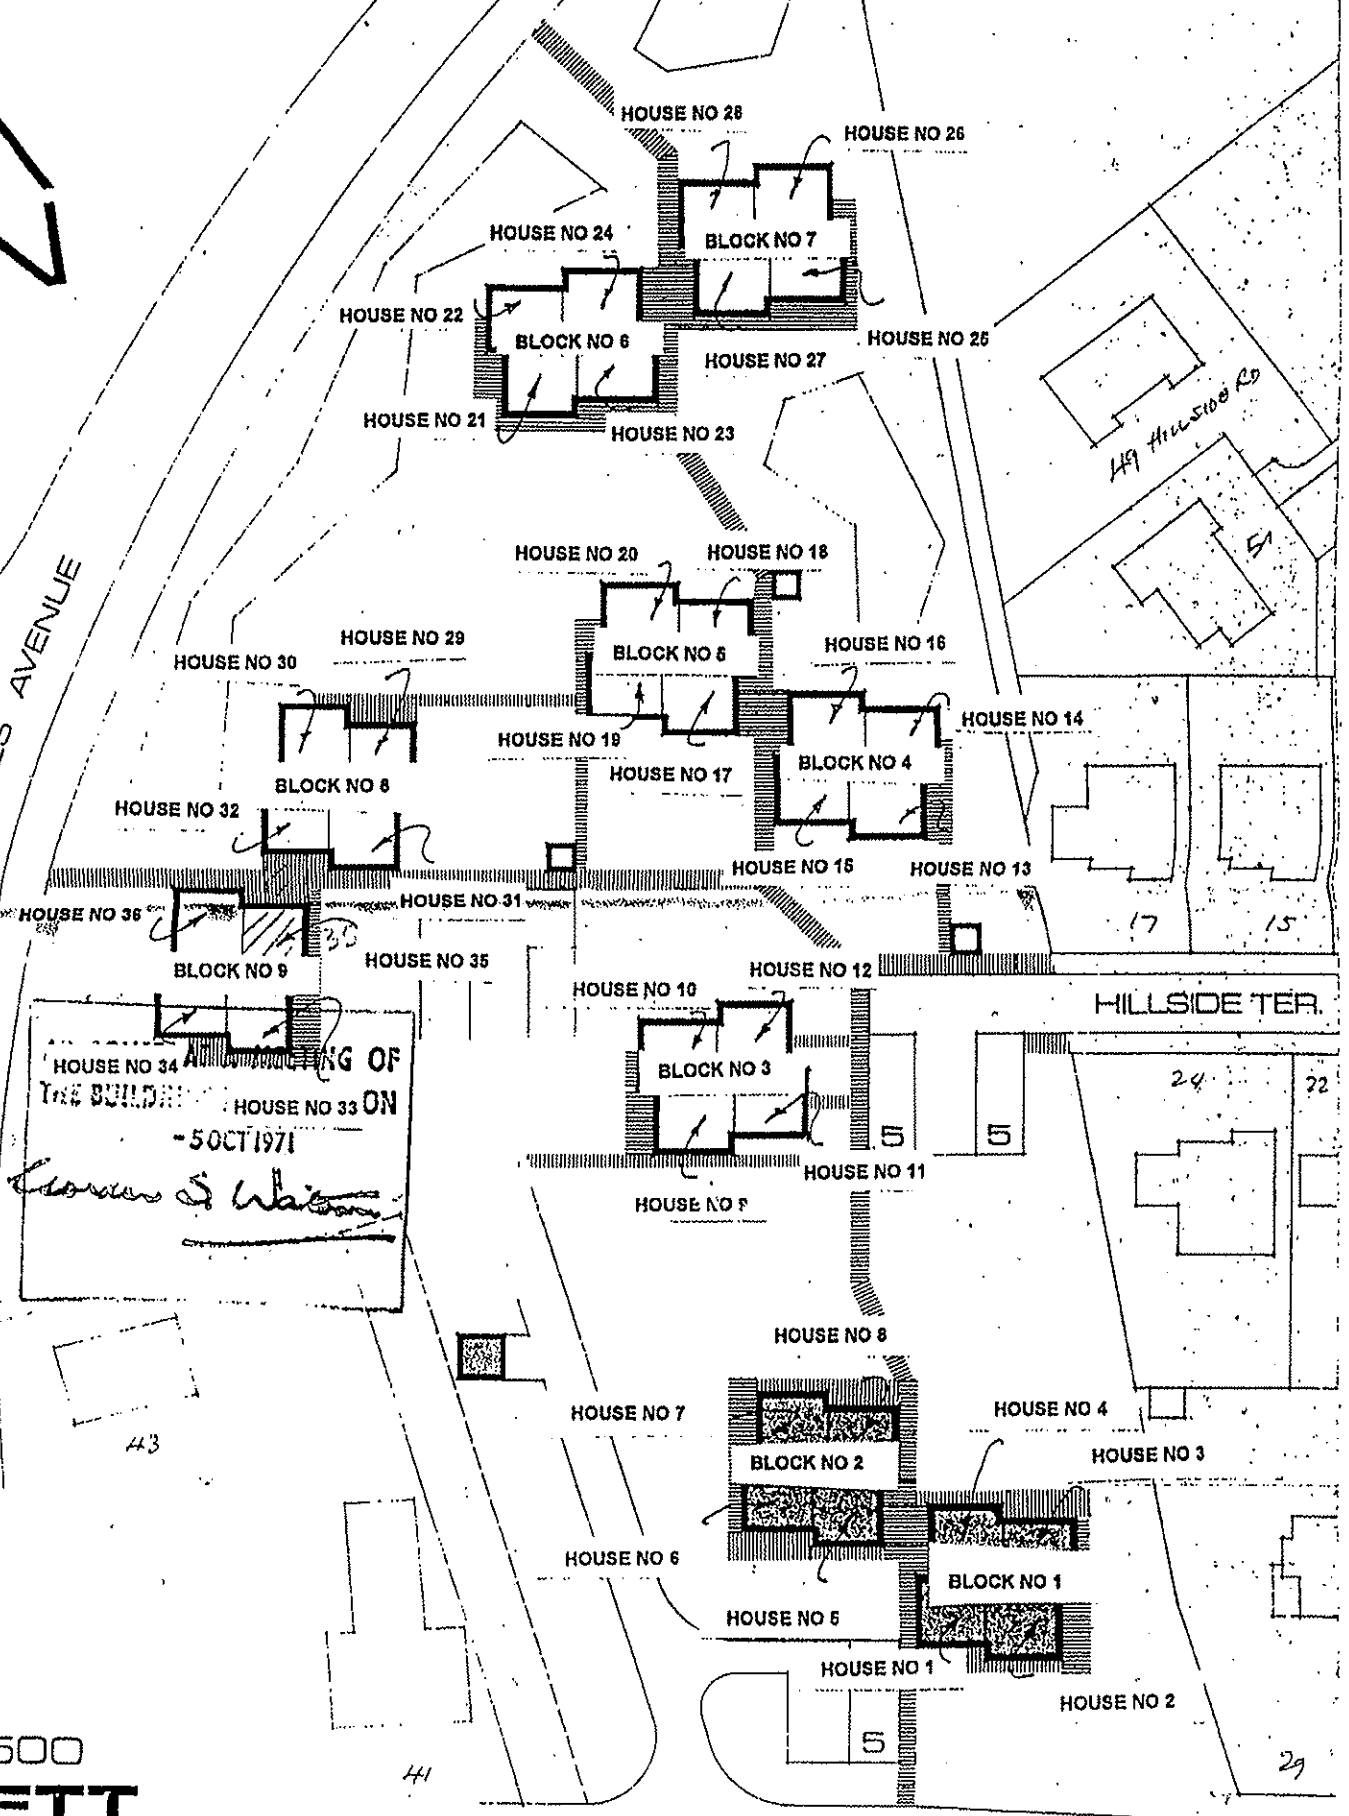 HOUSE NO 28
HOUSE NO 26
HOUSE NO 24
BLOCK NO 7
HOUSE NO 22
BLOCK NO 6
HOUSE NO 25
HOUSE NO 27
HOUSE NO 21
HOUSE NO 23
49 HILLSIDE RD
51
HOUSE NO 20
HOUSE NO 18
AVENUE
HOUSE NO 30
HOUSE NO 29
BLOCK NO 5
HOUSE NO 16
HOUSE NO 14
HOUSE NO 19
HOUSE NO 17
BLOCK NO 4
BLOCK NO 8
HOUSE NO 32
HOUSE NO 15
HOUSE NO 13
HOUSE NO 36
HOUSE NO 31
35
17
15
BLOCK NO 9
HOUSE NO 35
HOUSE NO 12
HOUSE NO 10
HILLSIDE TER.
HOUSE NO 34
MEETING OF
BLOCK NO 3
24
22
THE
HOUSE NO 33
ON
-5 OCT 1971
5
5
HOUSE NO 11
HOUSE NO 9
HOUSE NO 8
HOUSE NO 7
HOUSE NO 4
43
BLOCK NO 2
HOUSE NO 3
HOUSE NO 6
BLOCK NO 1
HOUSE NO 5
HOUSE NO 1
HOUSE NO 2
5
500
41
29
ETT